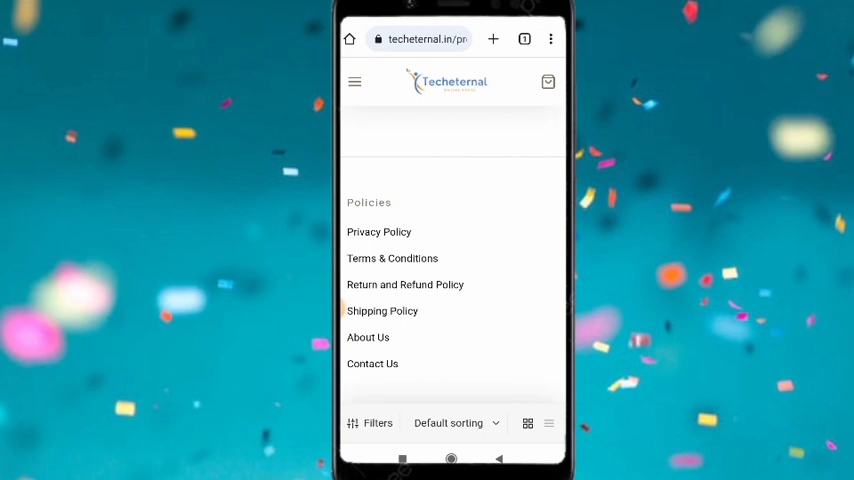 techeternal.in/pr
1
Techeternal
Policies
Privacy Policy
Terms & Conditions
Return and Refund Policy
Shipping Policy
About Us
Contact Us
Filters
Default sorting